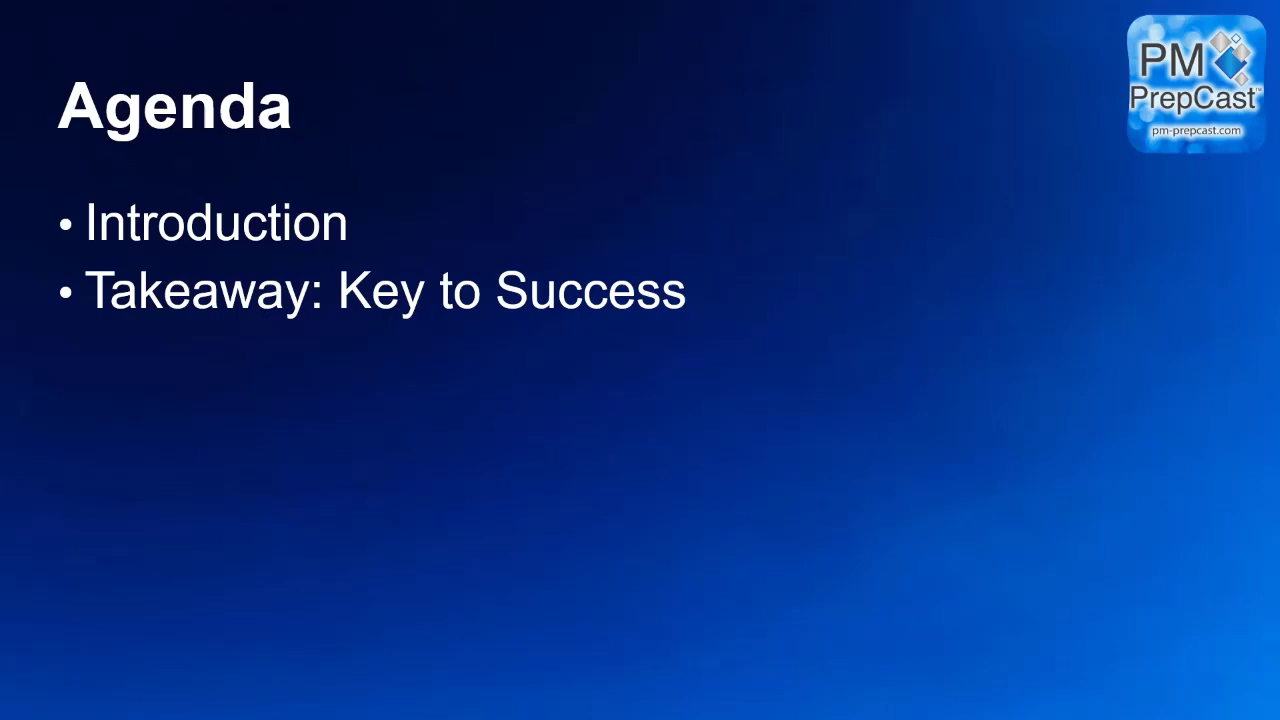 Agenda
• Introduction
• Takeaway: Key to Success
PM
PrepCast™
pm-prepcast.com